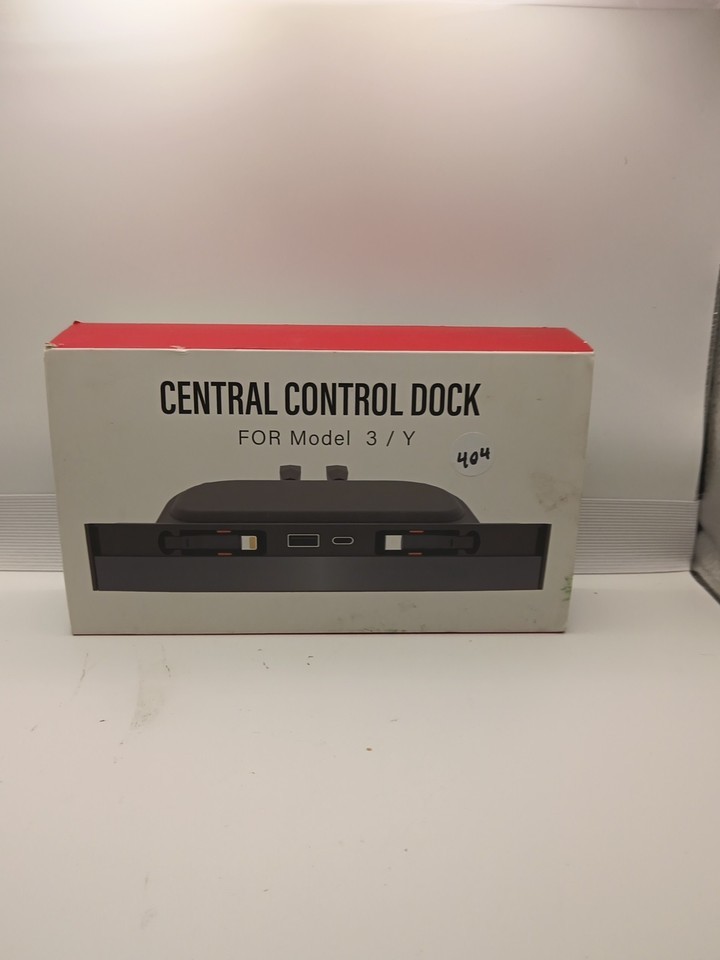 CENTRAL CONTROL DOCK
FOR Model 3 / Y
404